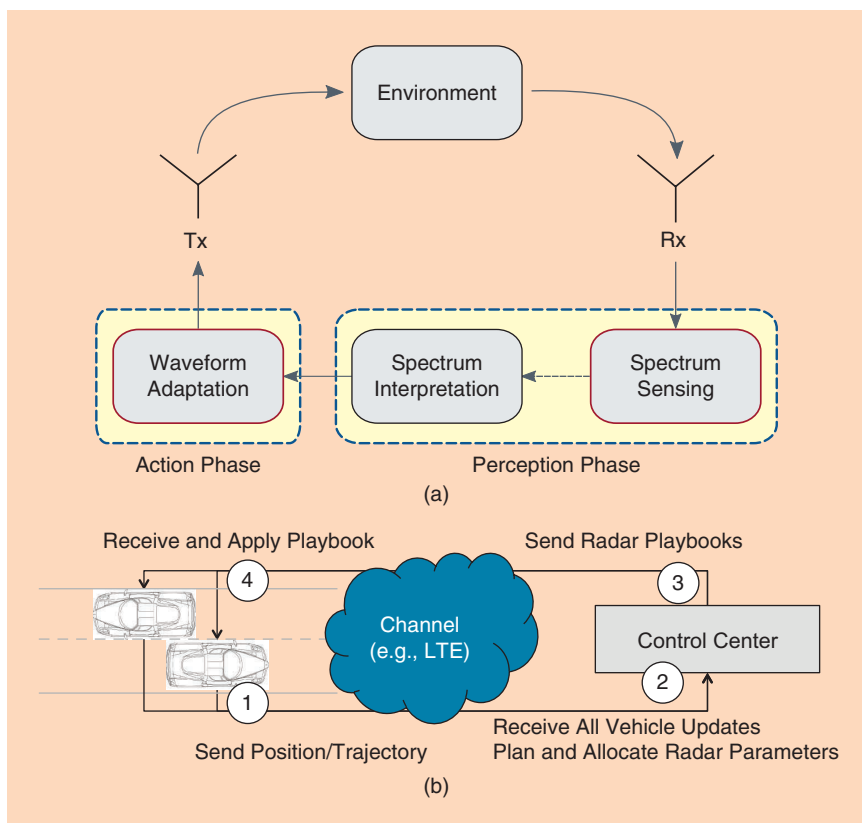 Environment
Tx
Rx
Waveform
Adaptation
Spectrum
Interpretation
Spectrum
Sensing
Action Phase
Perception Phase
(a)
Receive and Apply Playbook
Send Radar Playbooks
4
3
Channel
(e.g., LTE)
Control Center
2
1
Receive All Vehicle Updates
Plan and Allocate Radar Parameters
Send Position/Trajectory
(b)